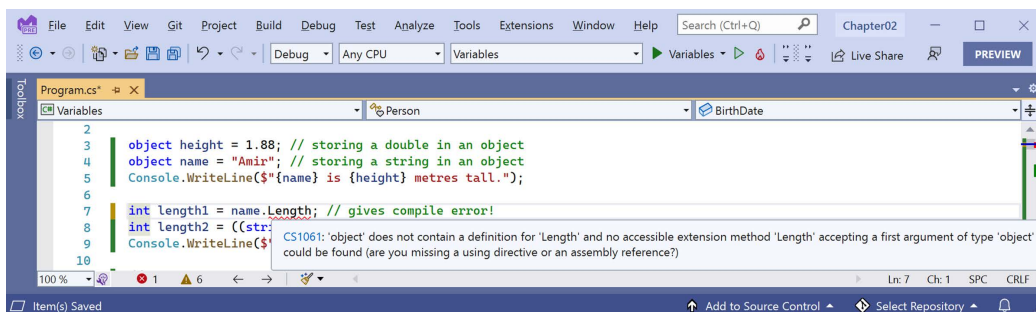 File Edit View Git Project Build Debug Test Analyze Tools Extensions Window Help Search (Ctrl+Q) Chapter02
Debug Any CPU Variables Variables Live Share PREVIEW
Toolbox
Program.cs*
C# Variables Person BirthDate
2
3 object height = 1.88; // storing a double in an object
4 object name = "Amir"; // storing a string in an object
5 Console.WriteLine($"{name} is {height} metres tall.");
6
7 int length1 = name.Length; // gives compile error!
8 int length2 = ((stri
9 Console.WriteLine($"
10
CS1061: 'object' does not contain a definition for 'Length' and no accessible extension method 'Length' accepting a first argument of type 'object'
could be found (are you missing a using directive or an assembly reference?)
100 % 1 6 Ln: 7 Ch: 1 SPC CRLF
Item(s) Saved Add to Source Control Select Repository